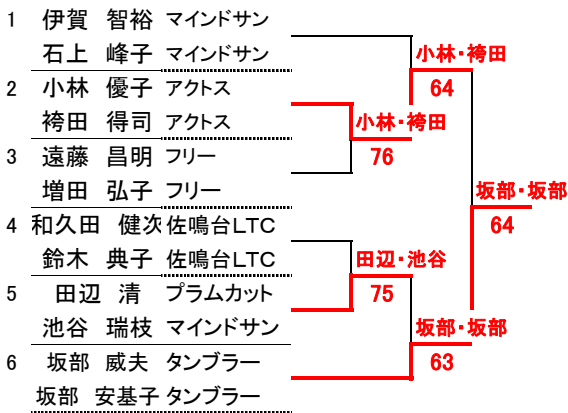 1 伊賀 智裕 マインドサン
石上 峰子 マインドサン
小林・袴田
2 小林 優子 アクトス
64
袴田 得司 アクトス
小林・袴田
3 遠藤 昌明 フリー
76
増田 弘子 フリー
坂部・坂部
4 和久田 健次 佐鳴台LTC
64
鈴木 典子 佐鳴台LTC
田辺・池谷
5 田辺 清 プラムカット
75
池谷 瑞枝 マインドサン
坂部・坂部
6 坂部 威夫 タンブラー
63
坂部 安基子 タンブラー